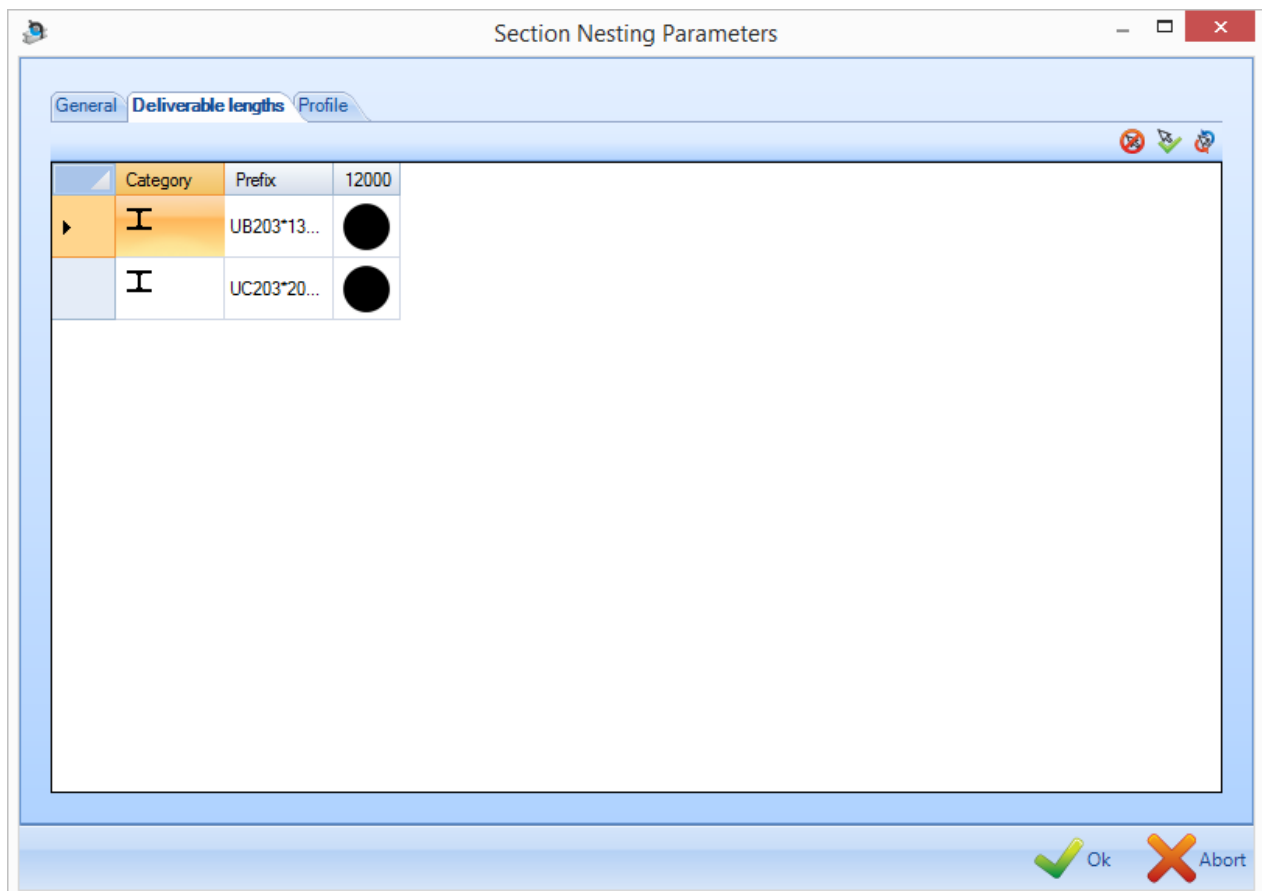 Section Nesting Parameters
General Deliverable lengths Profile
Category Prefix 12000
UB203*13...
UC203*20...
Ok Abort